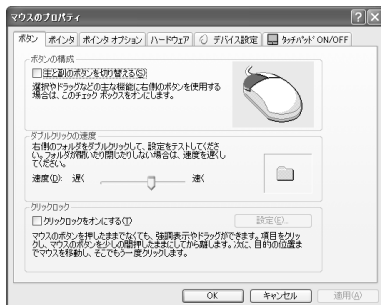 マウスのプロパティ
ボタン ポインタ ポインタ オプション ハードウェア デバイス設定 タッチパッド ON/OFF
ボタンの構成
主と副のボタンを切り替える(S)
選択やドラッグなどの主な機能に右側のボタンを使用する
場合は、このチェック ボックスをオンにします。
ダブルクリックの速度
右側のフォルダをダブルクリックして、設定をテストしてくださ
い。フォルダが開いたり閉じたりしない場合は、速度を遅くし
てください。
速度(D): 遅く 速く
クリックロック
クリックロックをオンにする(T)
設定(E)...
マウスのボタンを押したままでなくても、強調表示やドラッグができます。項目をクリッ
クし、マウスのボタンを少しの間押したままにしてから離します。次に、目的の位置ま
でマウスを移動し、そこでもう一度クリックします。
OK キャンセル 適用(A)